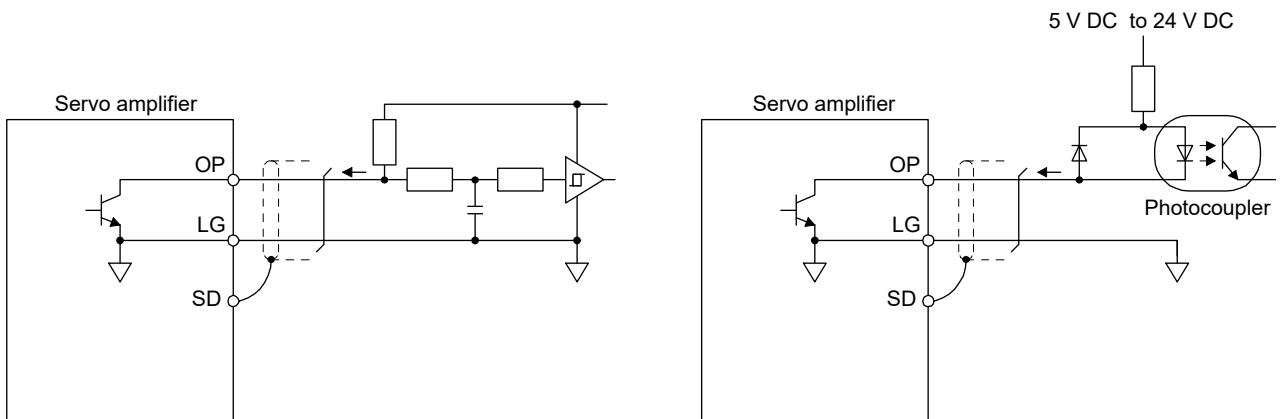 Servo amplifier
OP
LG
SD
5 V DC to 24 V DC
Servo amplifier
OP
LG
SD
Photocoupler